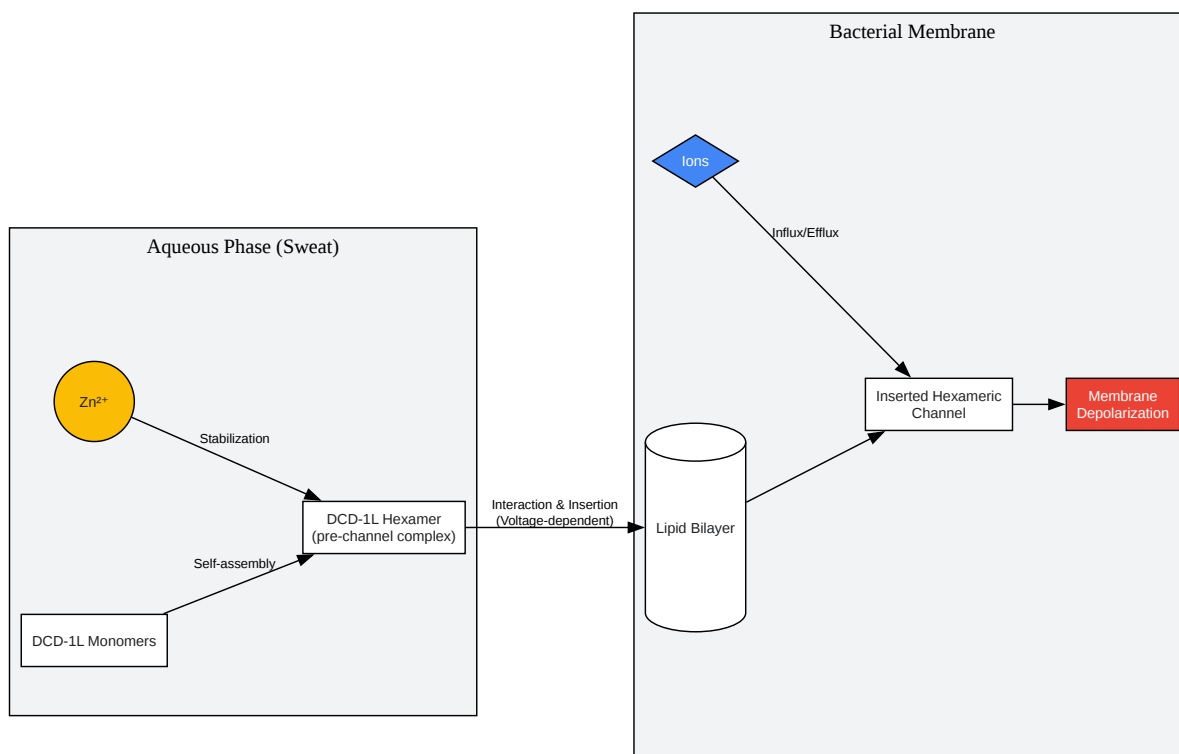 Bacterial Membrane
Ions
Influx/Efflux
Aqueous Phase (Sweat)
Zn²⁺
Stabilization
DCD-1L Hexamer
(pre-channel complex)
Self-assembly
DCD-1L Monomers
Interaction & Insertion
(Voltage-dependent)
Lipid Bilayer
Inserted Hexameric
Channel
Membrane
Depolarization